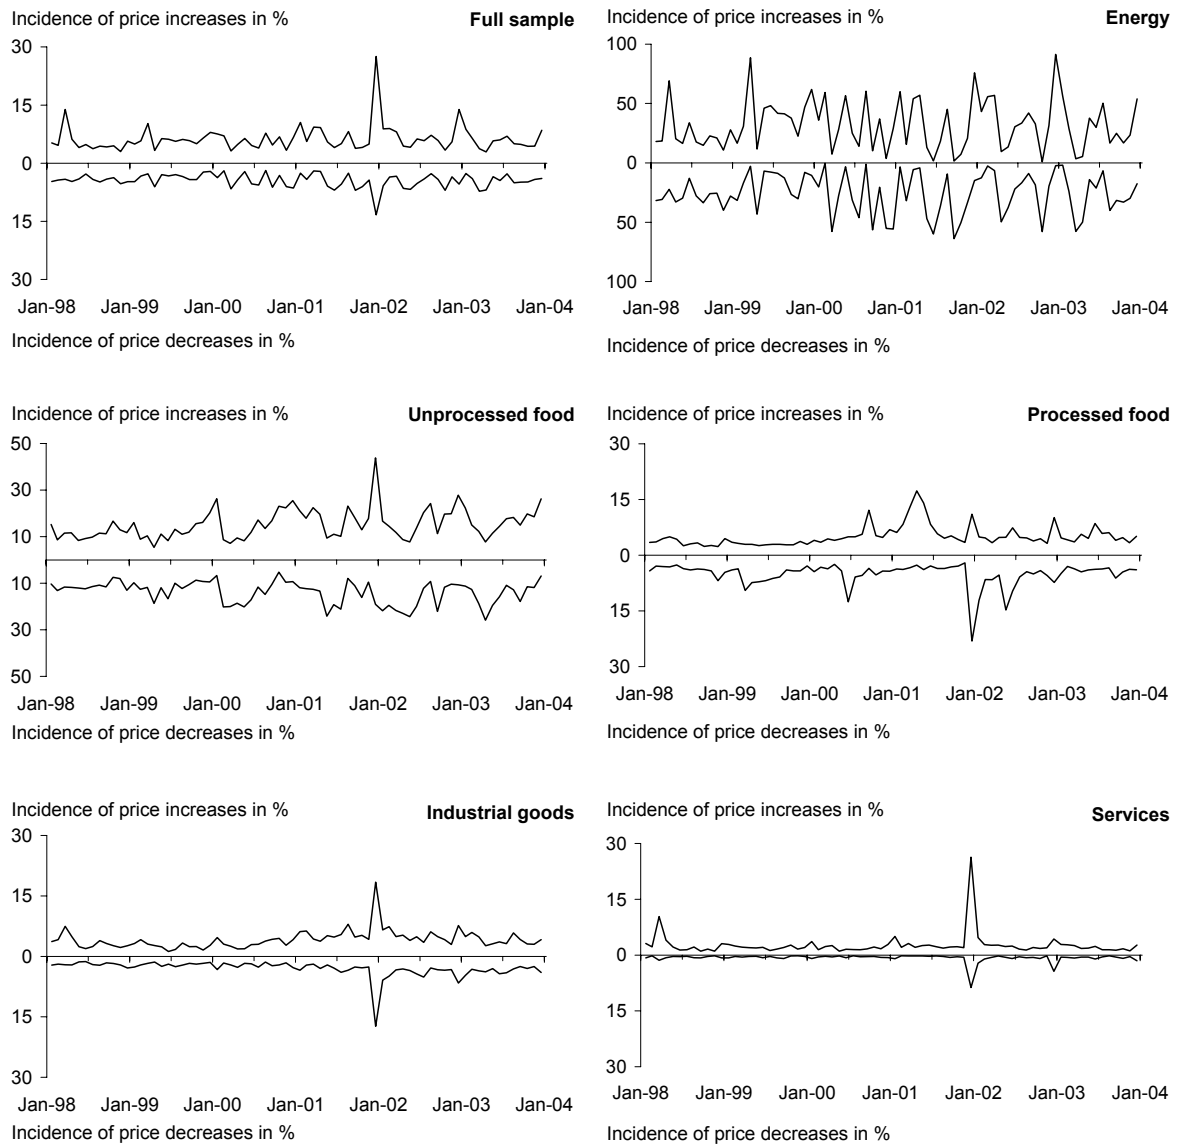 Incidence of price increases in % Full sample
30
15
0
15
30
Jan-98 Jan-99 Jan-00 Jan-01 Jan-02 Jan-03 Jan-04
Incidence of price decreases in %
Incidence of price increases in % Energy
100
50
0
50
100
Jan-98 Jan-99 Jan-00 Jan-01 Jan-02 Jan-03 Jan-04
Incidence of price decreases in %
Incidence of price increases in % Unprocessed food
50
30
10
10
30
50
Jan-98 Jan-99 Jan-00 Jan-01 Jan-02 Jan-03 Jan-04
Incidence of price decreases in %
Incidence of price increases in % Processed food
30
15
0
15
30
Jan-98 Jan-99 Jan-00 Jan-01 Jan-02 Jan-03 Jan-04
Incidence of price decreases in %
Incidence of price increases in % Industrial goods
30
15
0
15
30
Jan-98 Jan-99 Jan-00 Jan-01 Jan-02 Jan-03 Jan-04
Incidence of price decreases in %
Incidence of price increases in % Services
30
15
0
15
30
Jan-98 Jan-99 Jan-00 Jan-01 Jan-02 Jan-03 Jan-04
Incidence of price decreases in %